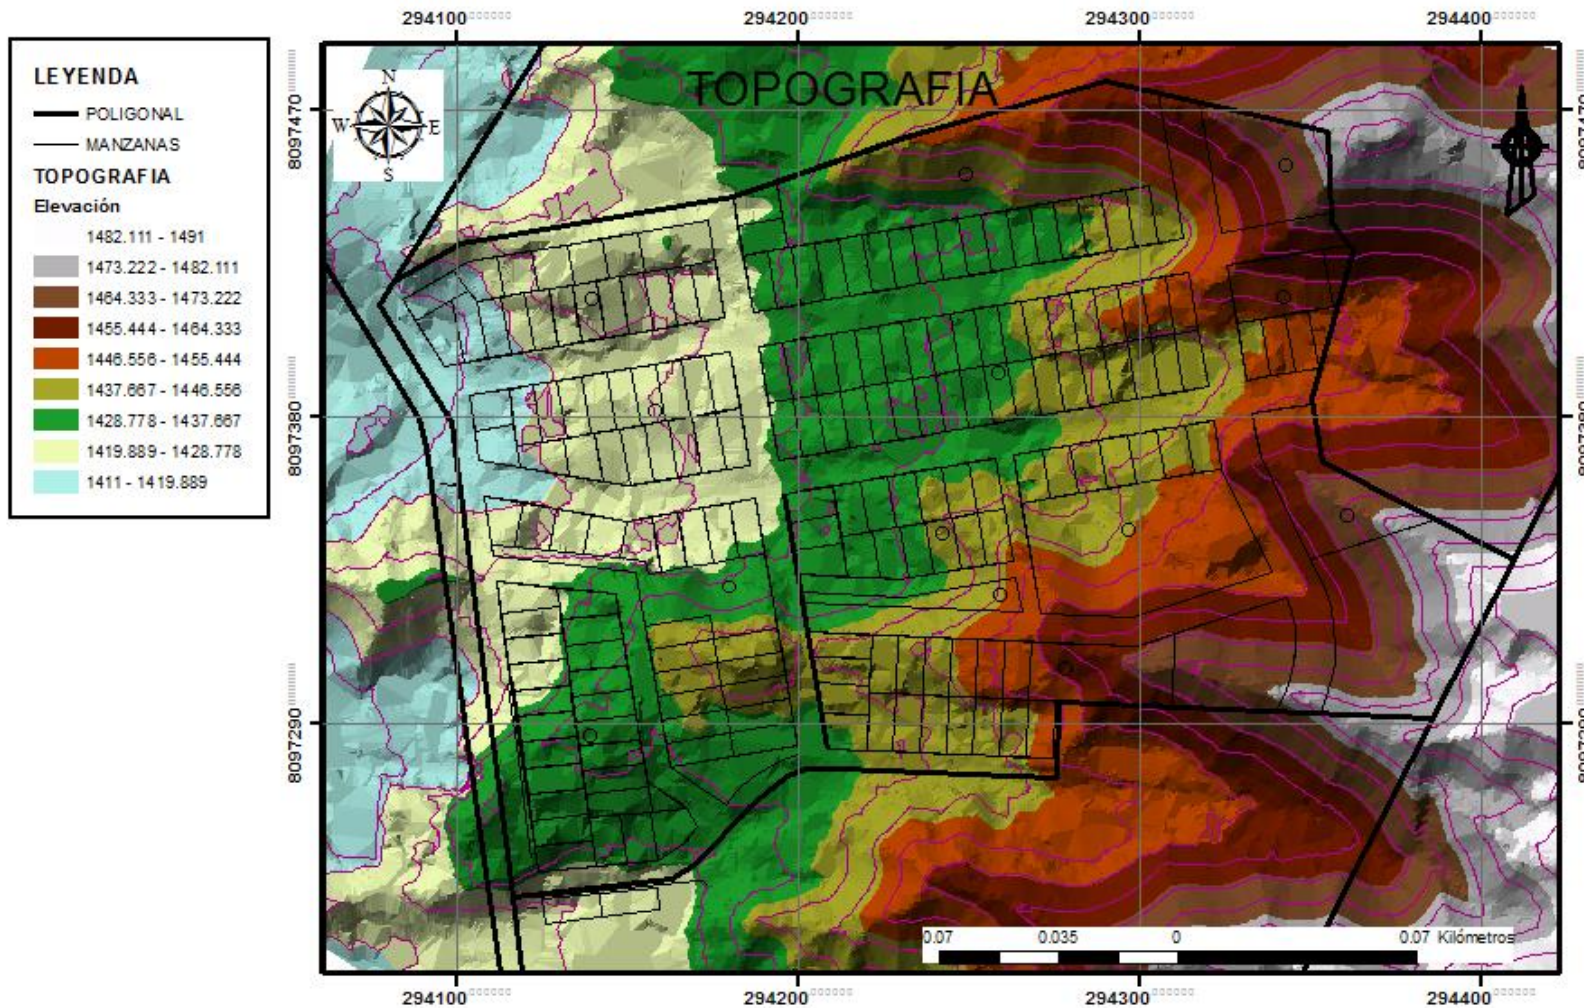 294100 294200 294300 294400
LEYENDA
POLIGONAL
MANZANAS
TOPOGRAFIA
Elevación
1482.111 - 1491
1473.222 - 1482.111
1464.333 - 1473.222
1455.444 - 1464.333
1446.556 - 1455.444
1437.667 - 1446.556
1428.778 - 1437.667
1419.889 - 1428.778
1411 - 1419.889
TOPOGRAFIA
N
W E
S
8097470 8097470
8097380 8097380
8097290 8097290
0.07 0.035 0 0.07 Kilómetros
294100 294200 294300 294400